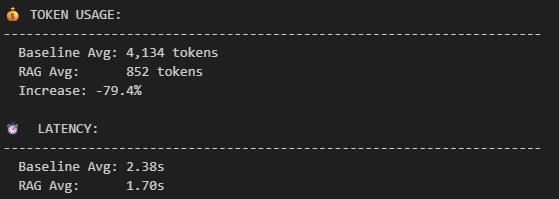 💰 TOKEN USAGE:
----------------------------------------------------------------------
Baseline Avg: 4,134 tokens
RAG Avg:      852 tokens
Increase: -79.4%
⏱️  LATENCY:
----------------------------------------------------------------------
Baseline Avg: 2.38s
RAG Avg:      1.70s